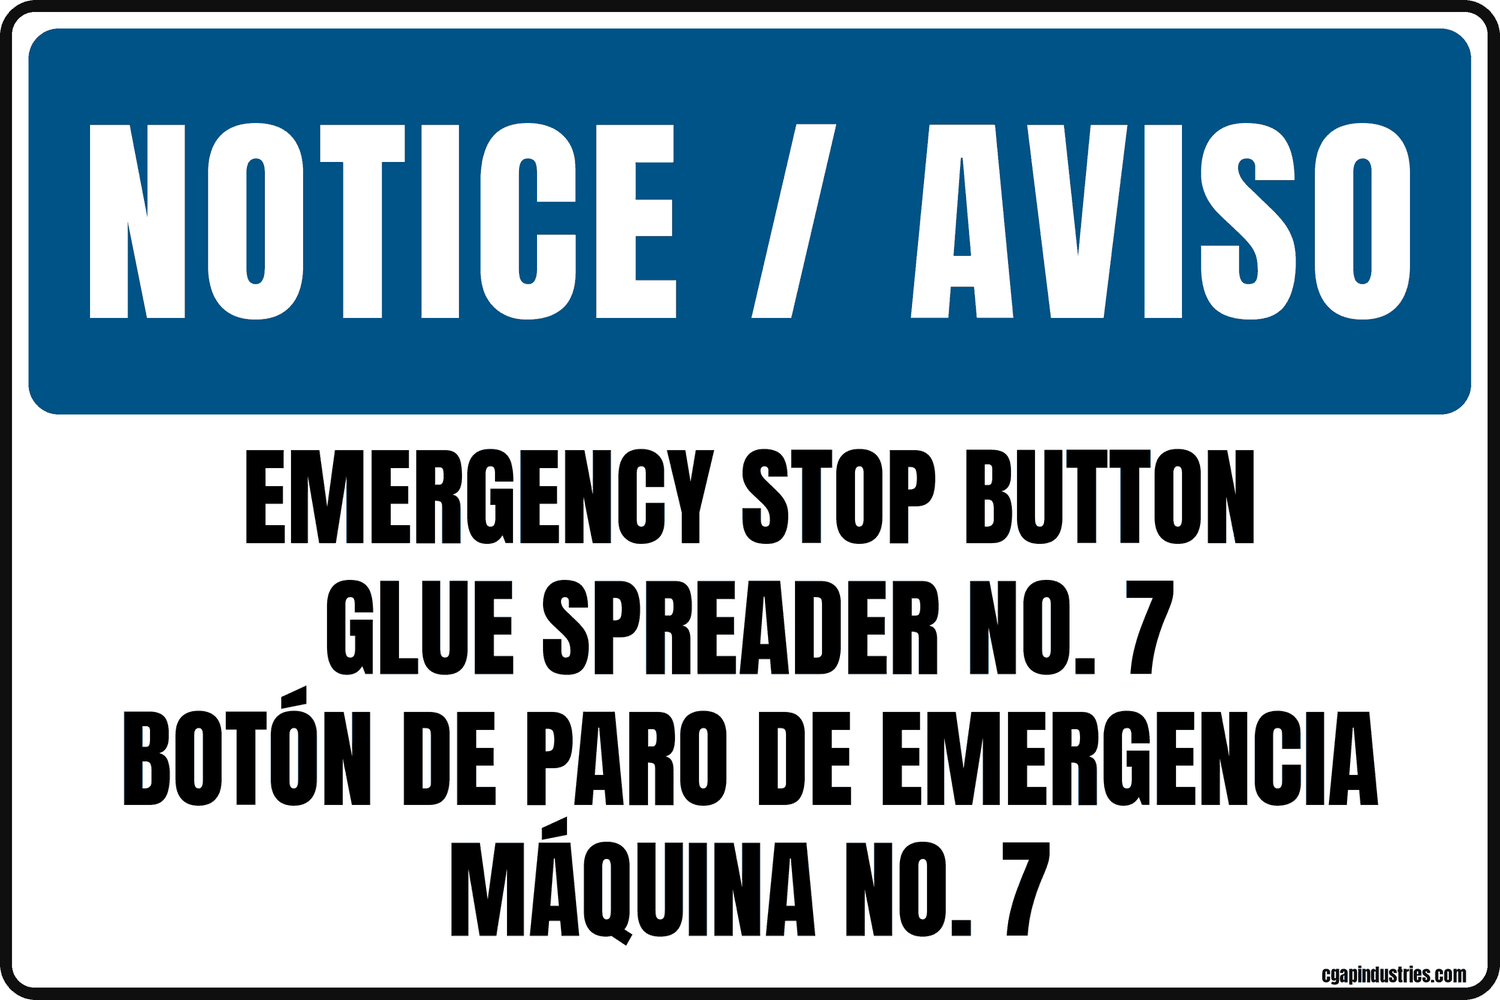 NOTICE / AVISO
EMERGENCY STOP BUTTON
GLUE SPREADER NO. 7
BOTÓN DE PARO DE EMERGENCIA
MÁQUINA NO. 7
cgapindustries.com